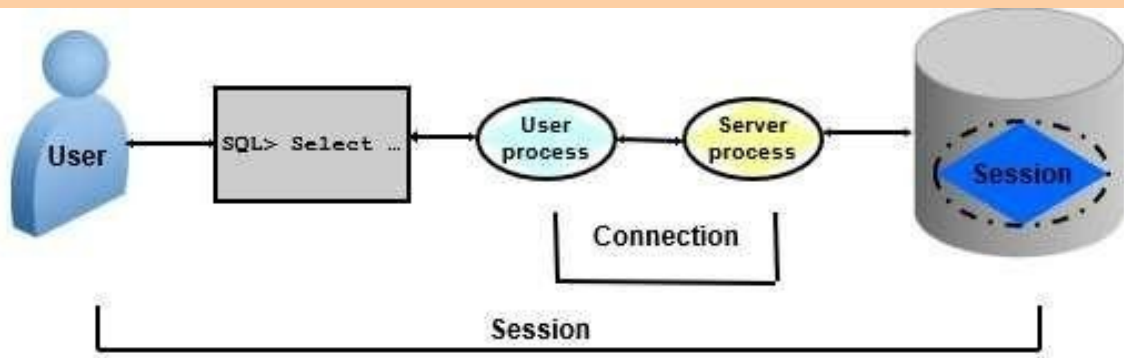 User
SQL> Select …
User
process
Server
process
Session
Connection
Session